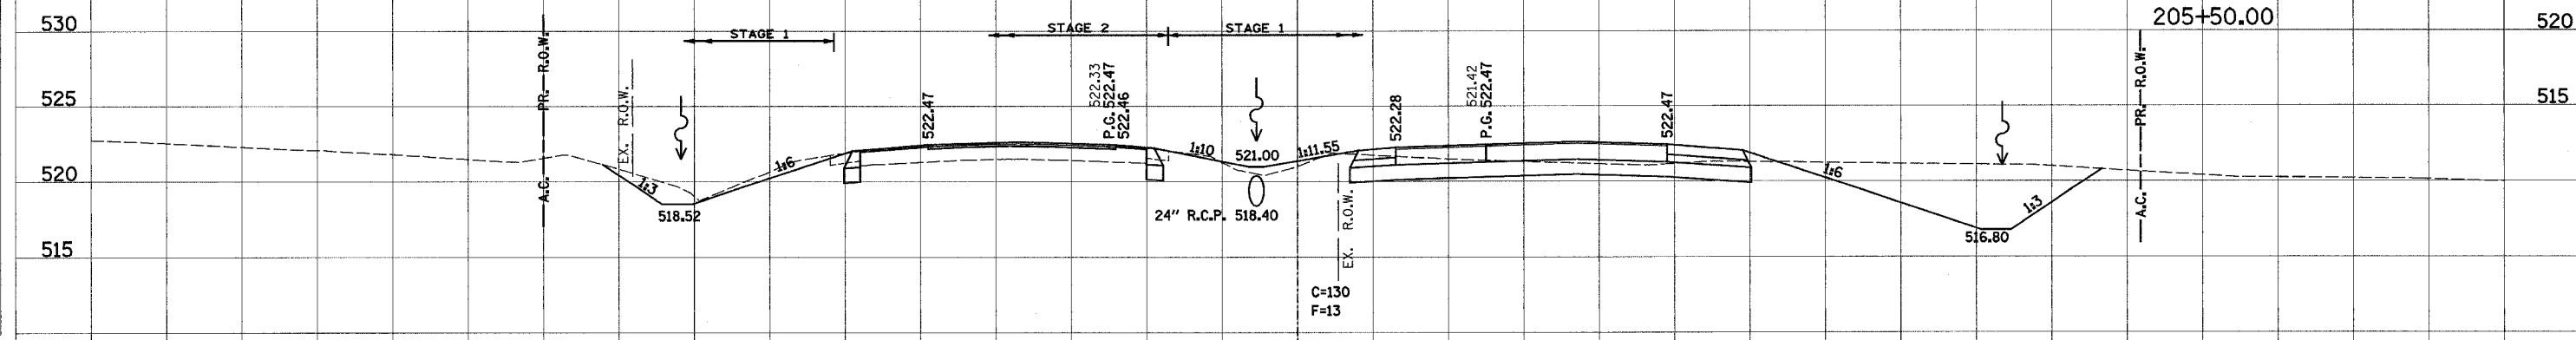 530
205+50.00
520
STAGE 1
STAGE 2
STAGE 1
A.C. PR. R.O.W.
EX. R.O.W.
525
515
522.47
522.33
P.G. 522.47
522.46
522.28
521.42
P.G. 522.47
522.47
A.C. PR. R.O.W.
1:3
1:6
1:10
521.00
1:11.55
1:6
1:3
520
518.52
24" R.C.P. 518.40
EX. R.O.W.
516.80
515
C=130
F=13